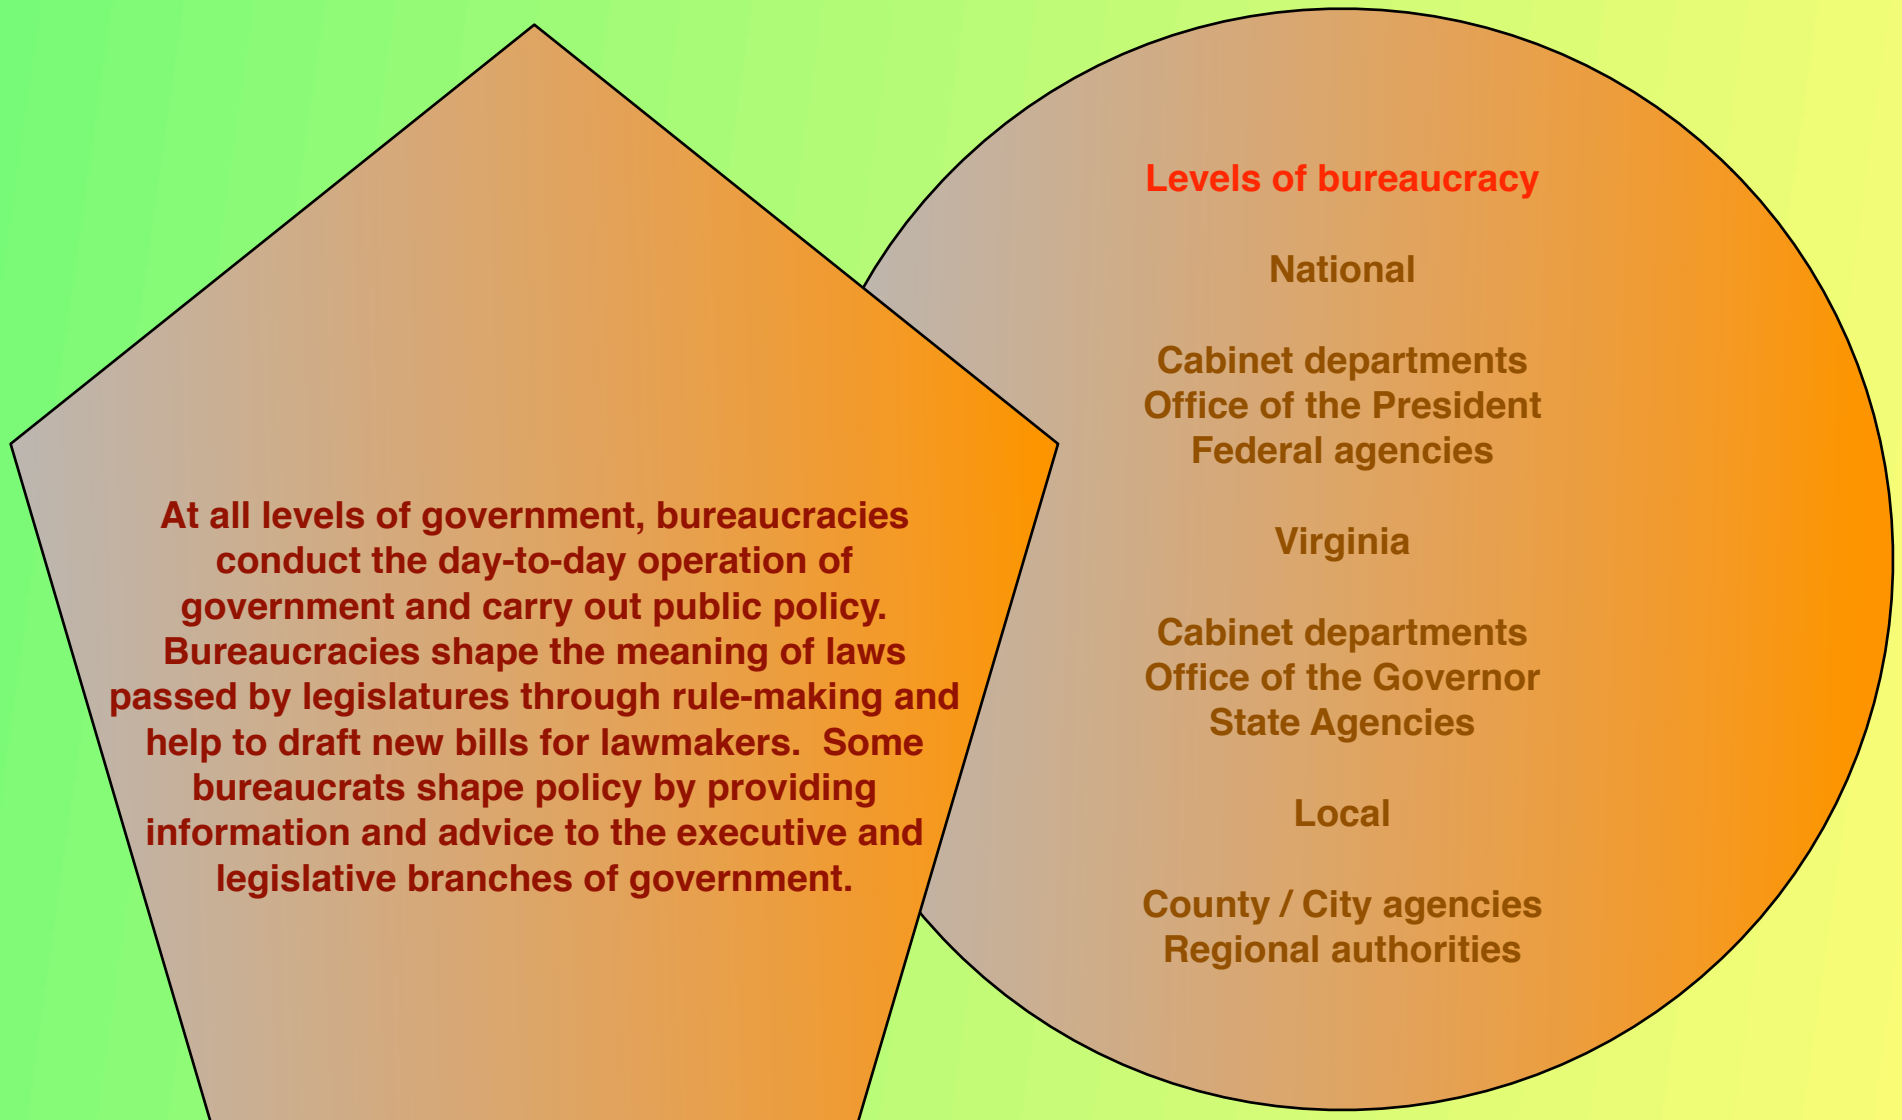 At all levels of government, bureaucracies
conduct the day-to-day operation of
government and carry out public policy.
Bureaucracies shape the meaning of laws
passed by legislatures through rule-making and
help to draft new bills for lawmakers.  Some
bureaucrats shape policy by providing
information and advice to the executive and
legislative branches of government.
Levels of bureaucracy
National
Cabinet departments
Office of the President
Federal agencies
Virginia
Cabinet departments
Office of the Governor
State Agencies
Local
County / City agencies
Regional authorities